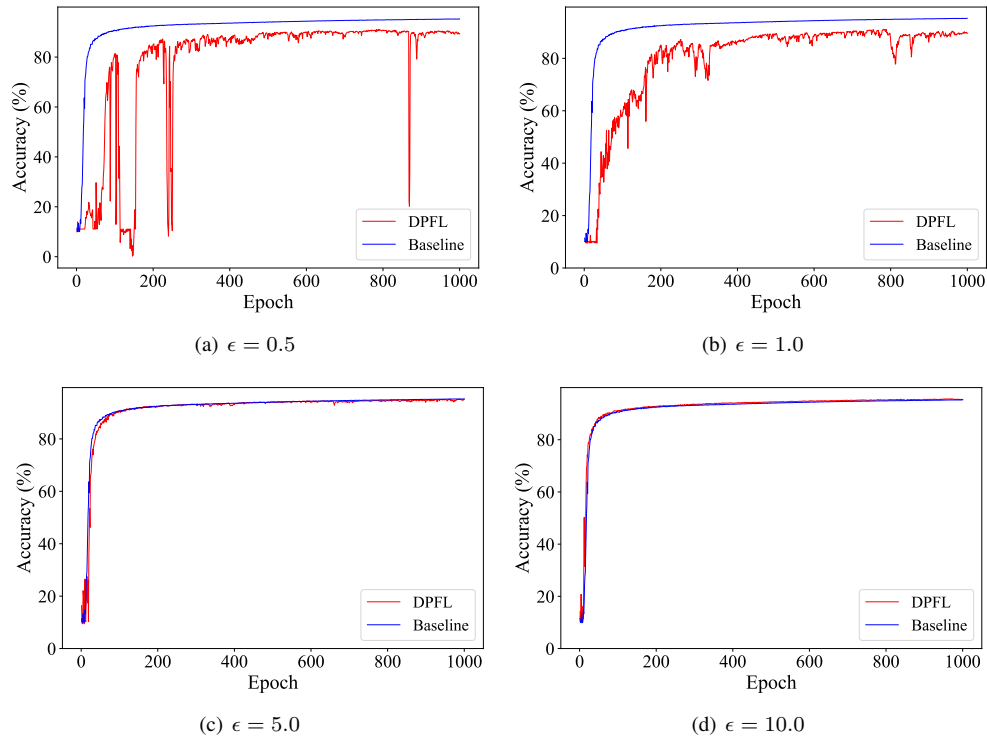 80
60
40
20
0
Accuracy (%)
DPFL
Baseline
0 200 400 600 800 1000
Epoch
(a) ϵ = 0.5
80
60
40
20
0
Accuracy (%)
DPFL
Baseline
0 200 400 600 800 1000
Epoch
(b) ϵ = 1.0
80
60
40
20
0
Accuracy (%)
DPFL
Baseline
0 200 400 600 800 1000
Epoch
(c) ϵ = 5.0
80
60
40
20
0
Accuracy (%)
DPFL
Baseline
0 200 400 600 800 1000
Epoch
(d) ϵ = 10.0